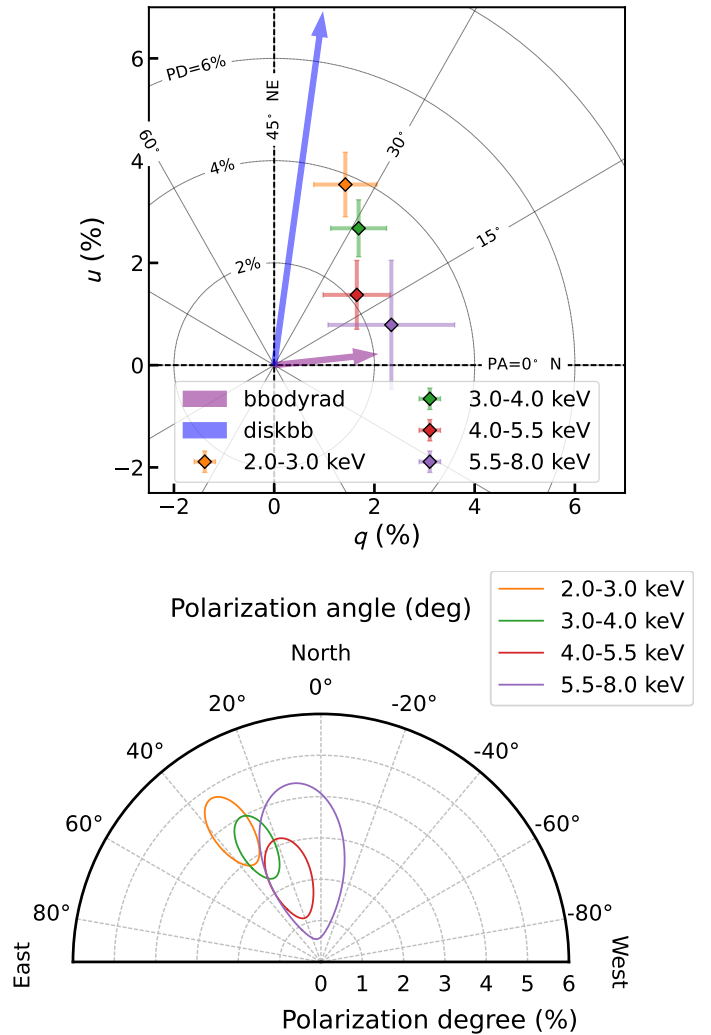 6
4
2
0
−2
u (%)
PD=6%
4%
2%
60°
45° NE
30°
15°
PA=0° N
bbodyrad
diskbb
2.0-3.0 keV
3.0-4.0 keV
4.0-5.5 keV
5.5-8.0 keV
−2 0 2 4 6
q (%)
2.0-3.0 keV
3.0-4.0 keV
4.0-5.5 keV
5.5-8.0 keV
Polarization angle (deg)
North
0°
20° -20°
40° -40°
60° -60°
80° -80°
East West
0 1 2 3 4 5 6
Polarization degree (%)